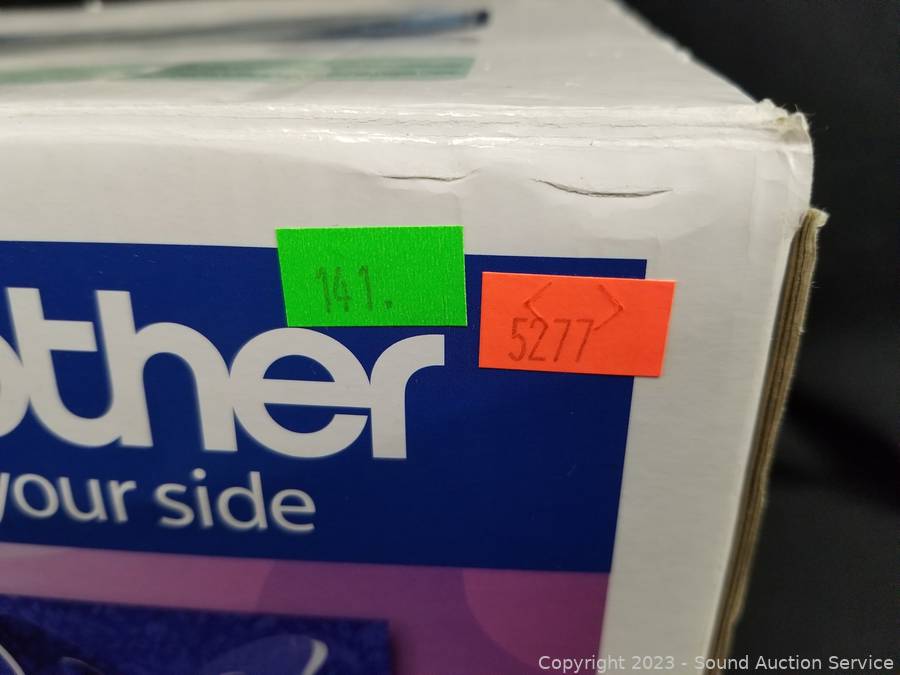 141.
5277
other
your side
Copyright 2023 - Sound Auction Service